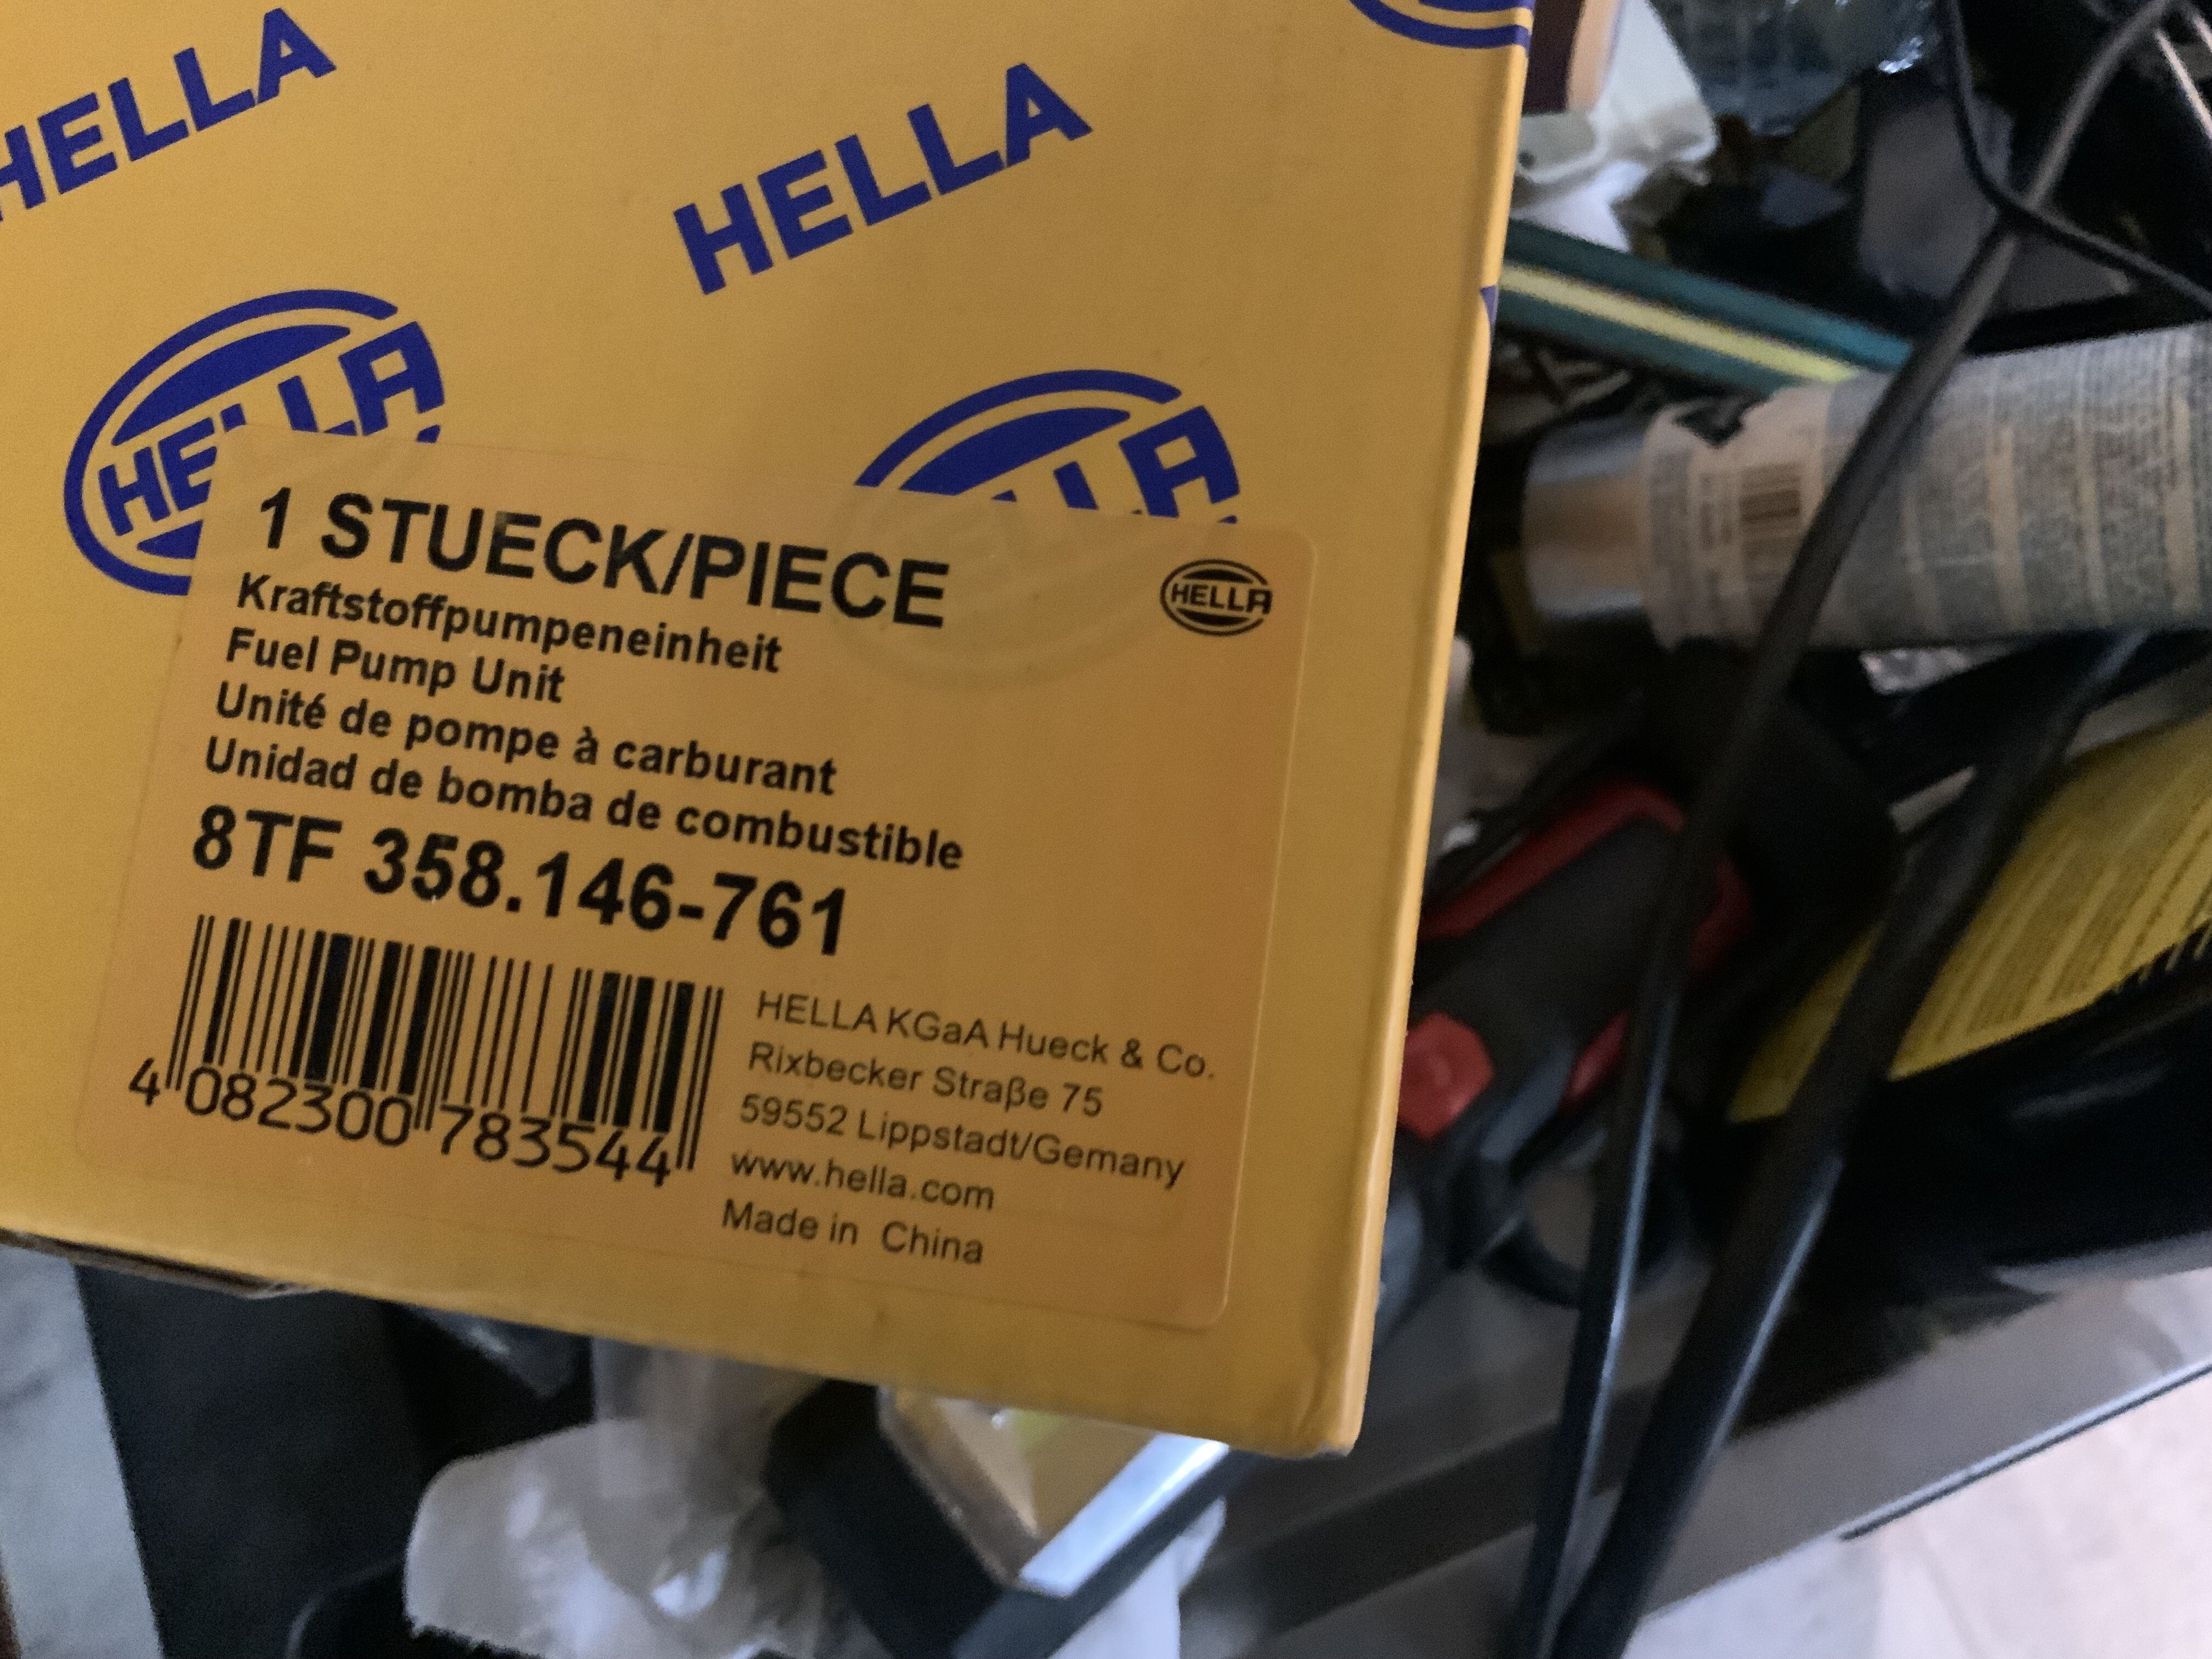 HELLA
HELLA
HELLA
HELLA
1 STUECK/PIECE
HELLA
Kraftstoffpumpeneinheit
Fuel Pump Unit
Unité de pompe à carburant
Unidad de bomba de combustible
8TF 358.146-761
4 082300 783544
HELLA KGaA Hueck & Co.
Rixbecker Straße 75
59552 Lippstadt/Gemany
www.hella.com
Made in China